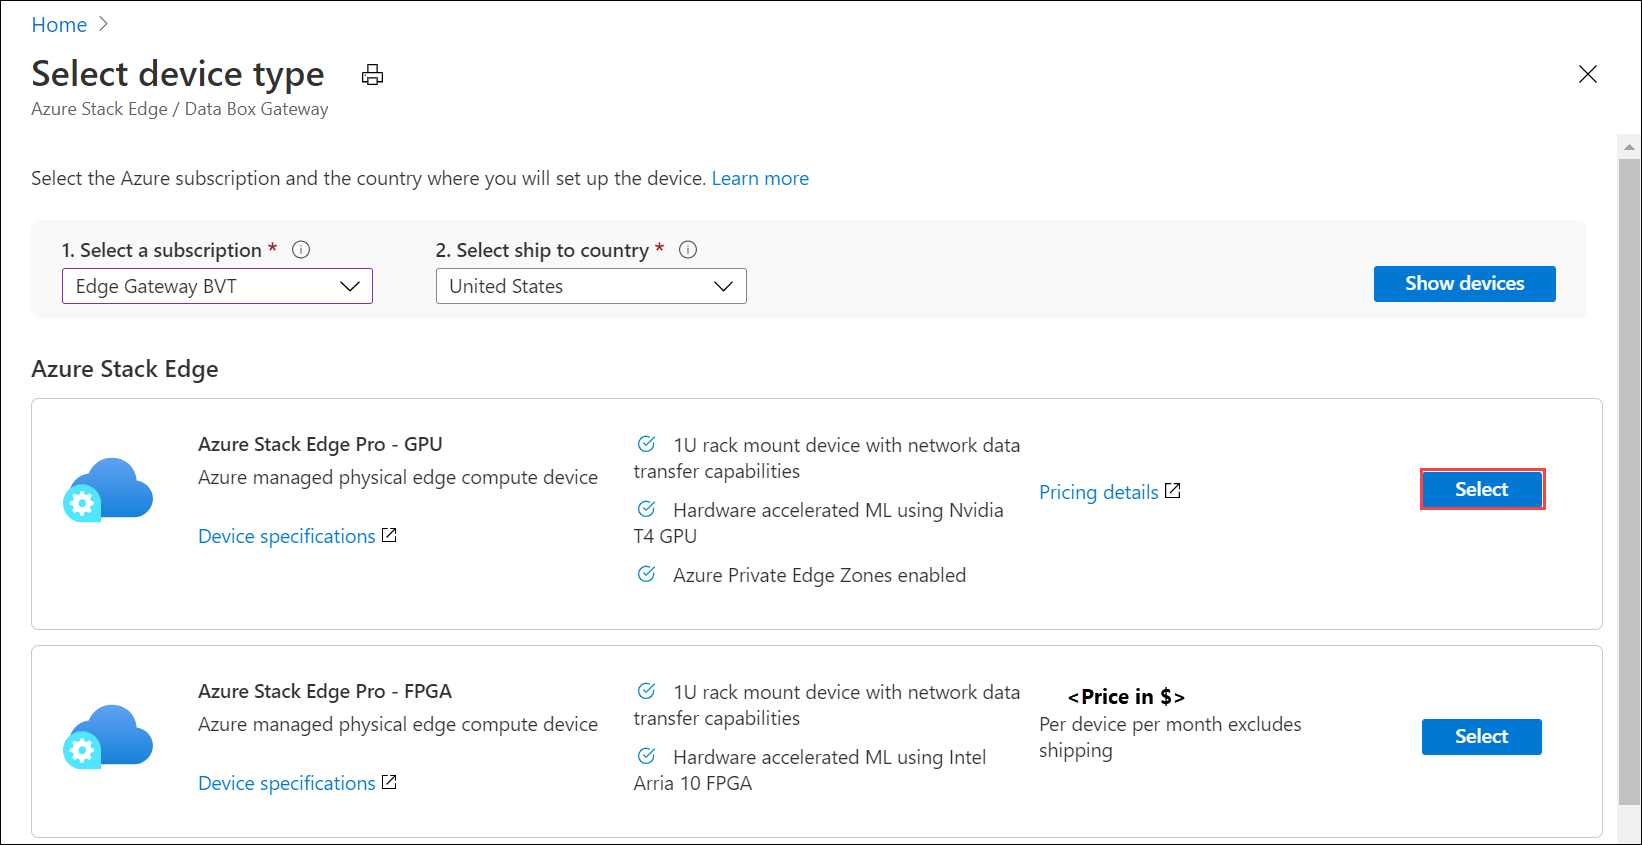 Home
Select device type
Azure Stack Edge / Data Box Gateway
Select the Azure subscription and the country where you will set up the device. Learn more
1. Select a subscription *
2. Select ship to country *
Edge Gateway BVT
United States
Show devices
Azure Stack Edge
Azure Stack Edge Pro - GPU
Azure managed physical edge compute device
Device specifications
1U rack mount device with network data
transfer capabilities
Hardware accelerated ML using Nvidia
T4 GPU
Azure Private Edge Zones enabled
Pricing details
Select
Azure Stack Edge Pro - FPGA
Azure managed physical edge compute device
Device specifications
1U rack mount device with network data
transfer capabilities
Hardware accelerated ML using Intel
Arria 10 FPGA
<Price in $>
Per device per month excludes
shipping
Select